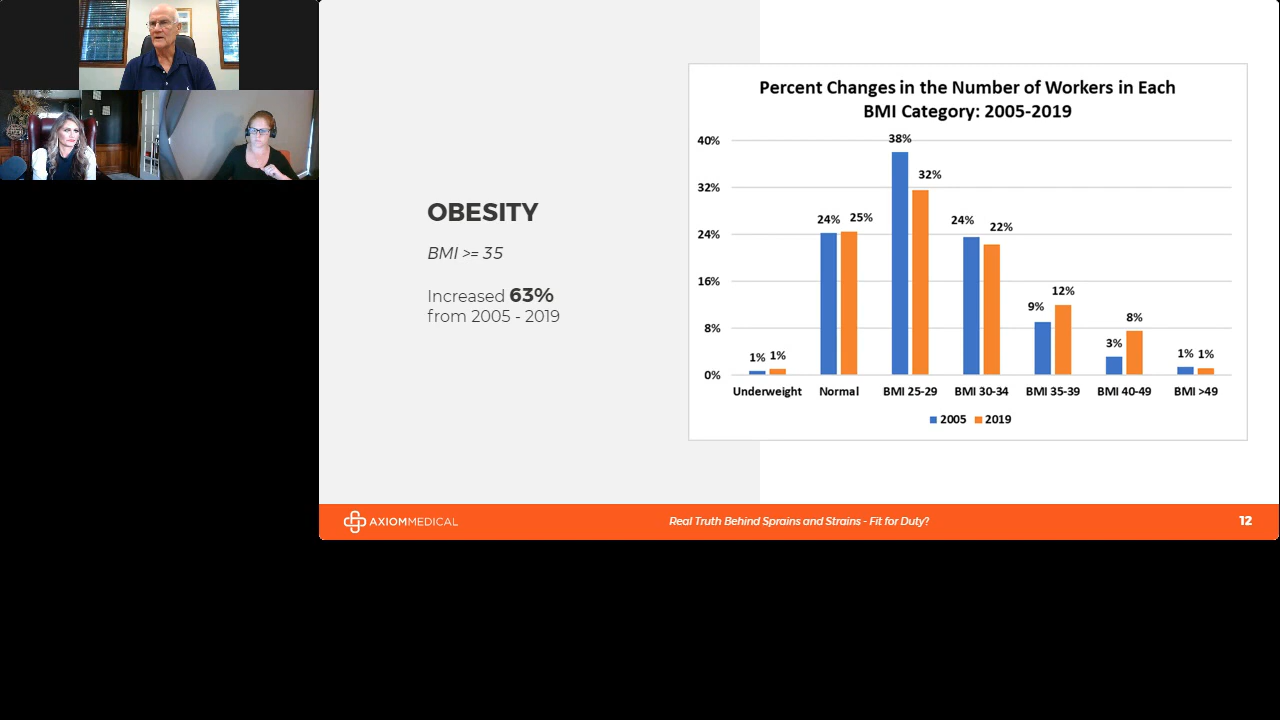 OBESITY
BMI >= 35
Increased 63%
from 2005 - 2019
Percent Changes in the Number of Workers in Each
BMI Category: 2005-2019
40%
32%
24%
16%
8%
0%
1% 1%
24% 25%
38% 32%
24% 22%
9% 12%
3% 8%
1% 1%
Underweight Normal BMI 25-29 BMI 30-34 BMI 35-39 BMI 40-49 BMI >49
2005 2019
AXIOMMEDICAL
Real Truth Behind Sprains and Strains - Fit for Duty?
12